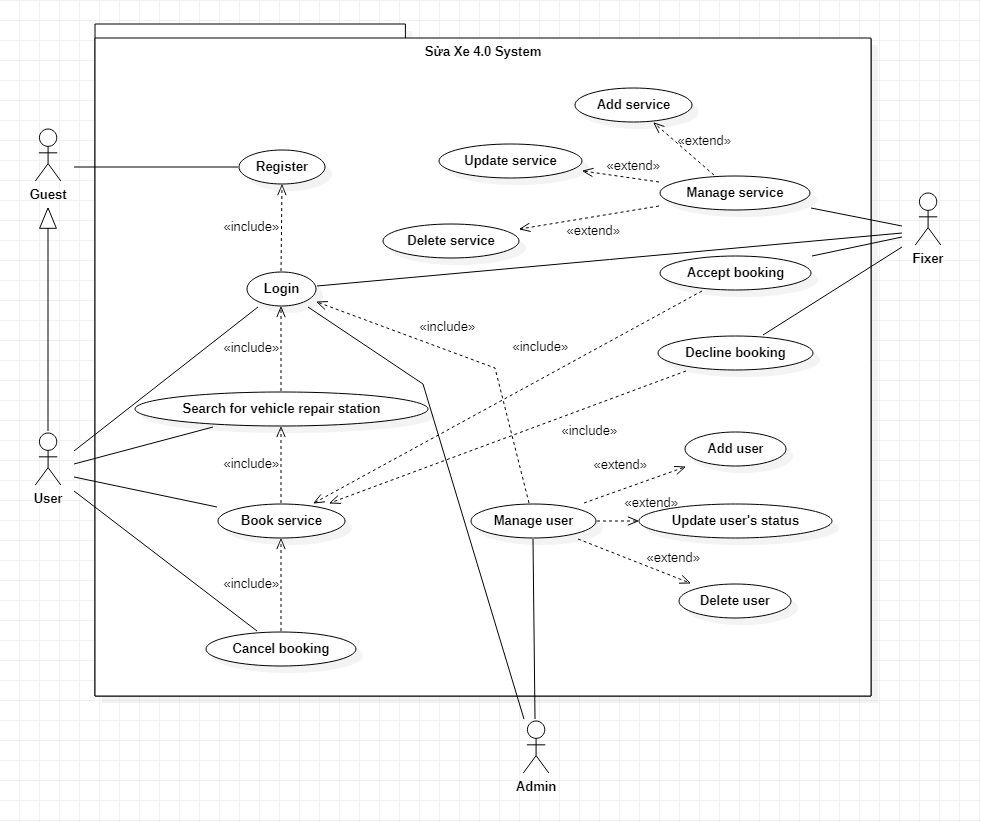 Sửa Xe 4.0 System
Add service
«extend»
Update service
«extend»
Guest
Register
Manage service
«include»
«extend»
Delete service
Fixer
Accept booking
Login
«include»
«include»
«include»
Decline booking
Search for vehicle repair station
«include»
Add user
User
«include»
«extend»
«extend»
Book service
Manage user
Update user's status
«extend»
«include»
Delete user
Cancel booking
Admin